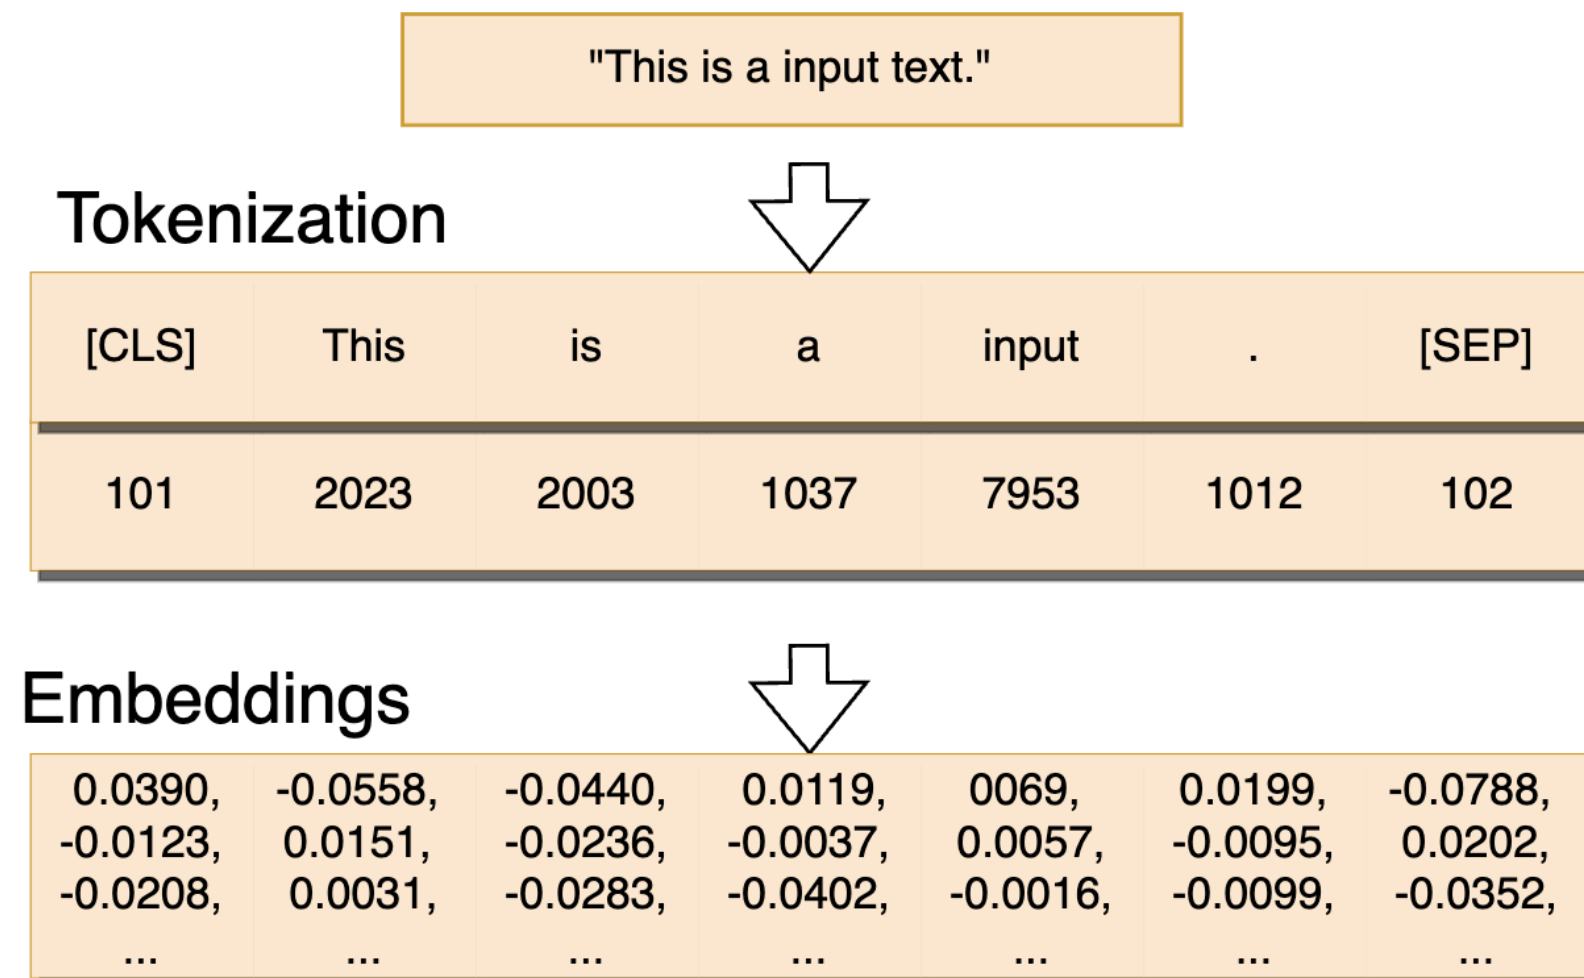 "This is a input text."
Tokenization
[CLS] This is a input . [SEP]
101 2023 2003 1037 7953 1012 102
Embeddings
0.0390, -0.0558, -0.0440, 0.0119, 0069, 0.0199, -0.0788,
-0.0123, 0.0151, -0.0236, -0.0037, 0.0057, -0.0095, 0.0202,
-0.0208, 0.0031, -0.0283, -0.0402, -0.0016, -0.0099, -0.0352,
... ... ... ... ... ... ...